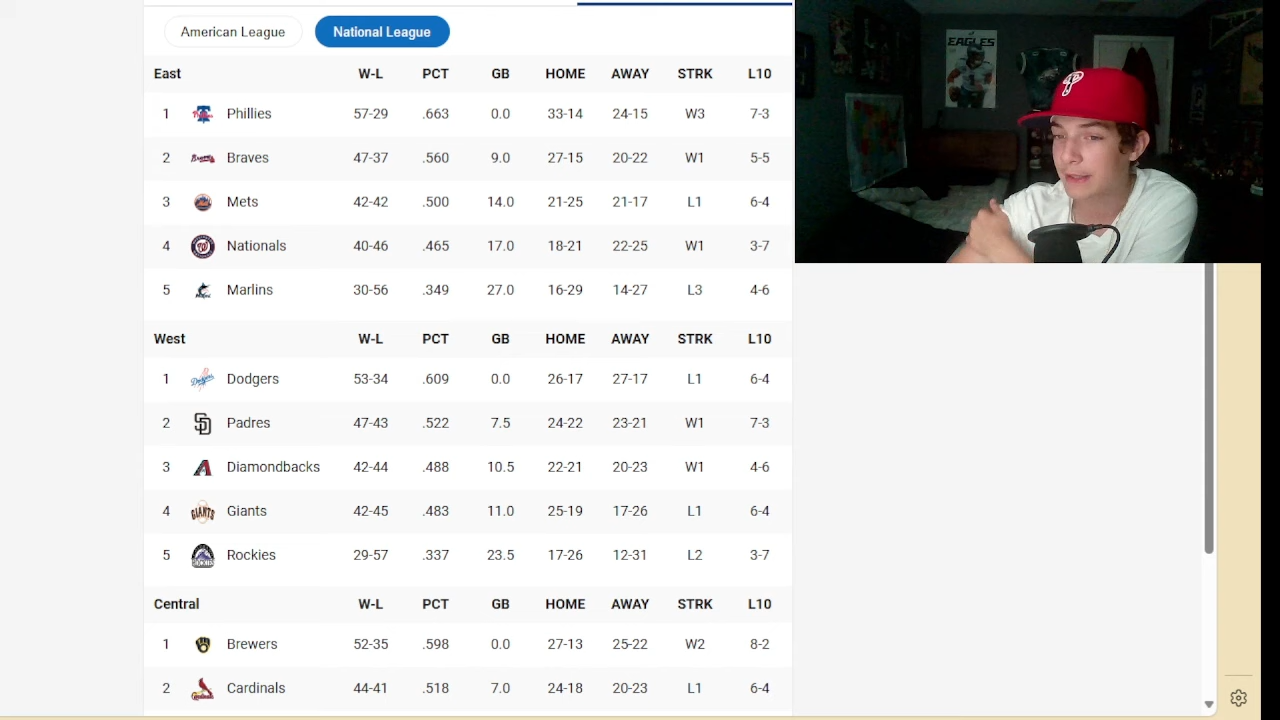 American League National League
East W-L PCT GB HOME AWAY STRK L10
1 Phillies 57-29 .663 0.0 33-14 24-15 W3 7-3
2 Braves 47-37 .560 9.0 27-15 20-22 W1 5-5
3 Mets 42-42 .500 14.0 21-25 21-17 L1 6-4
4 Nationals 40-46 .465 17.0 18-21 22-25 W1 3-7
5 Marlins 30-56 .349 27.0 16-29 14-27 L3 4-6
West W-L PCT GB HOME AWAY STRK L10
1 Dodgers 53-34 .609 0.0 26-17 27-17 L1 6-4
2 Padres 47-43 .522 7.5 24-22 23-21 W1 7-3
3 Diamondbacks 42-44 .488 10.5 22-21 20-23 W1 4-6
4 GIANTS Giants 42-45 .483 11.0 25-19 17-26 L1 6-4
5 Rockies 29-57 .337 23.5 17-26 12-31 L2 3-7
Central W-L PCT GB HOME AWAY STRK L10
1 Brewers 52-35 .598 0.0 27-13 25-22 W2 8-2
2 Cardinals 44-41 .518 7.0 24-18 20-23 L1 6-4
EAGLES
P